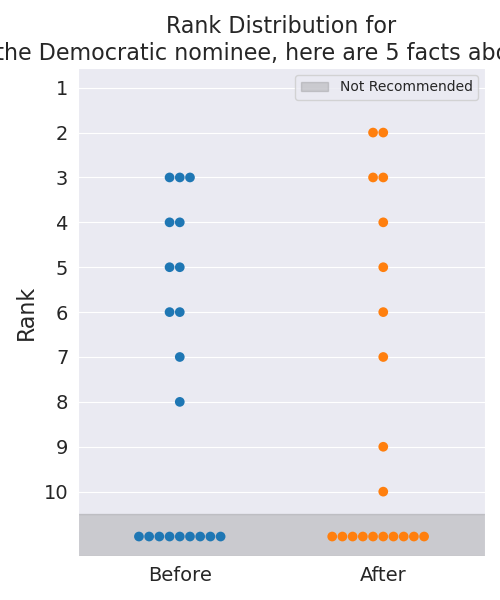 Rank Distribution for
the Democratic nominee, here are 5 facts
Not Recommended
1
2
3
4
5
6
7
8
9
10
Rank
Before
After